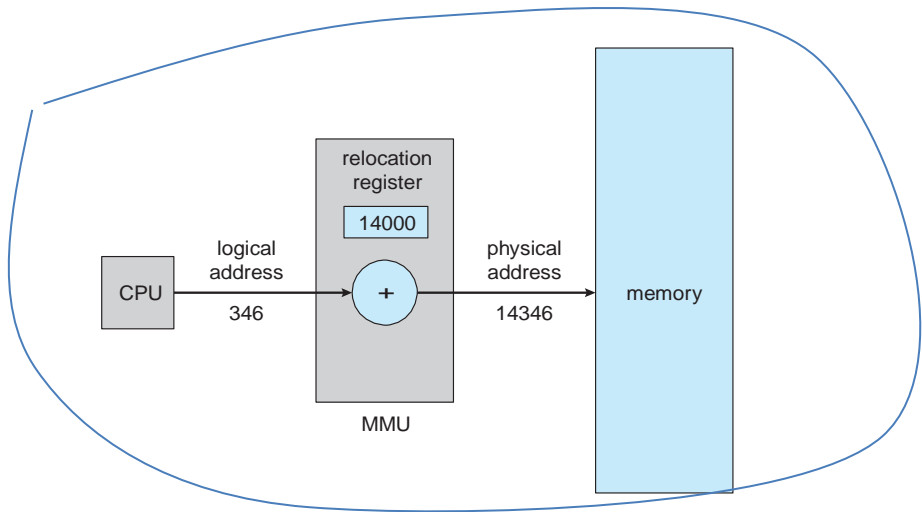 relocation
register
14000
logical
address
physical
address
CPU
+
memory
346
14346
MMU